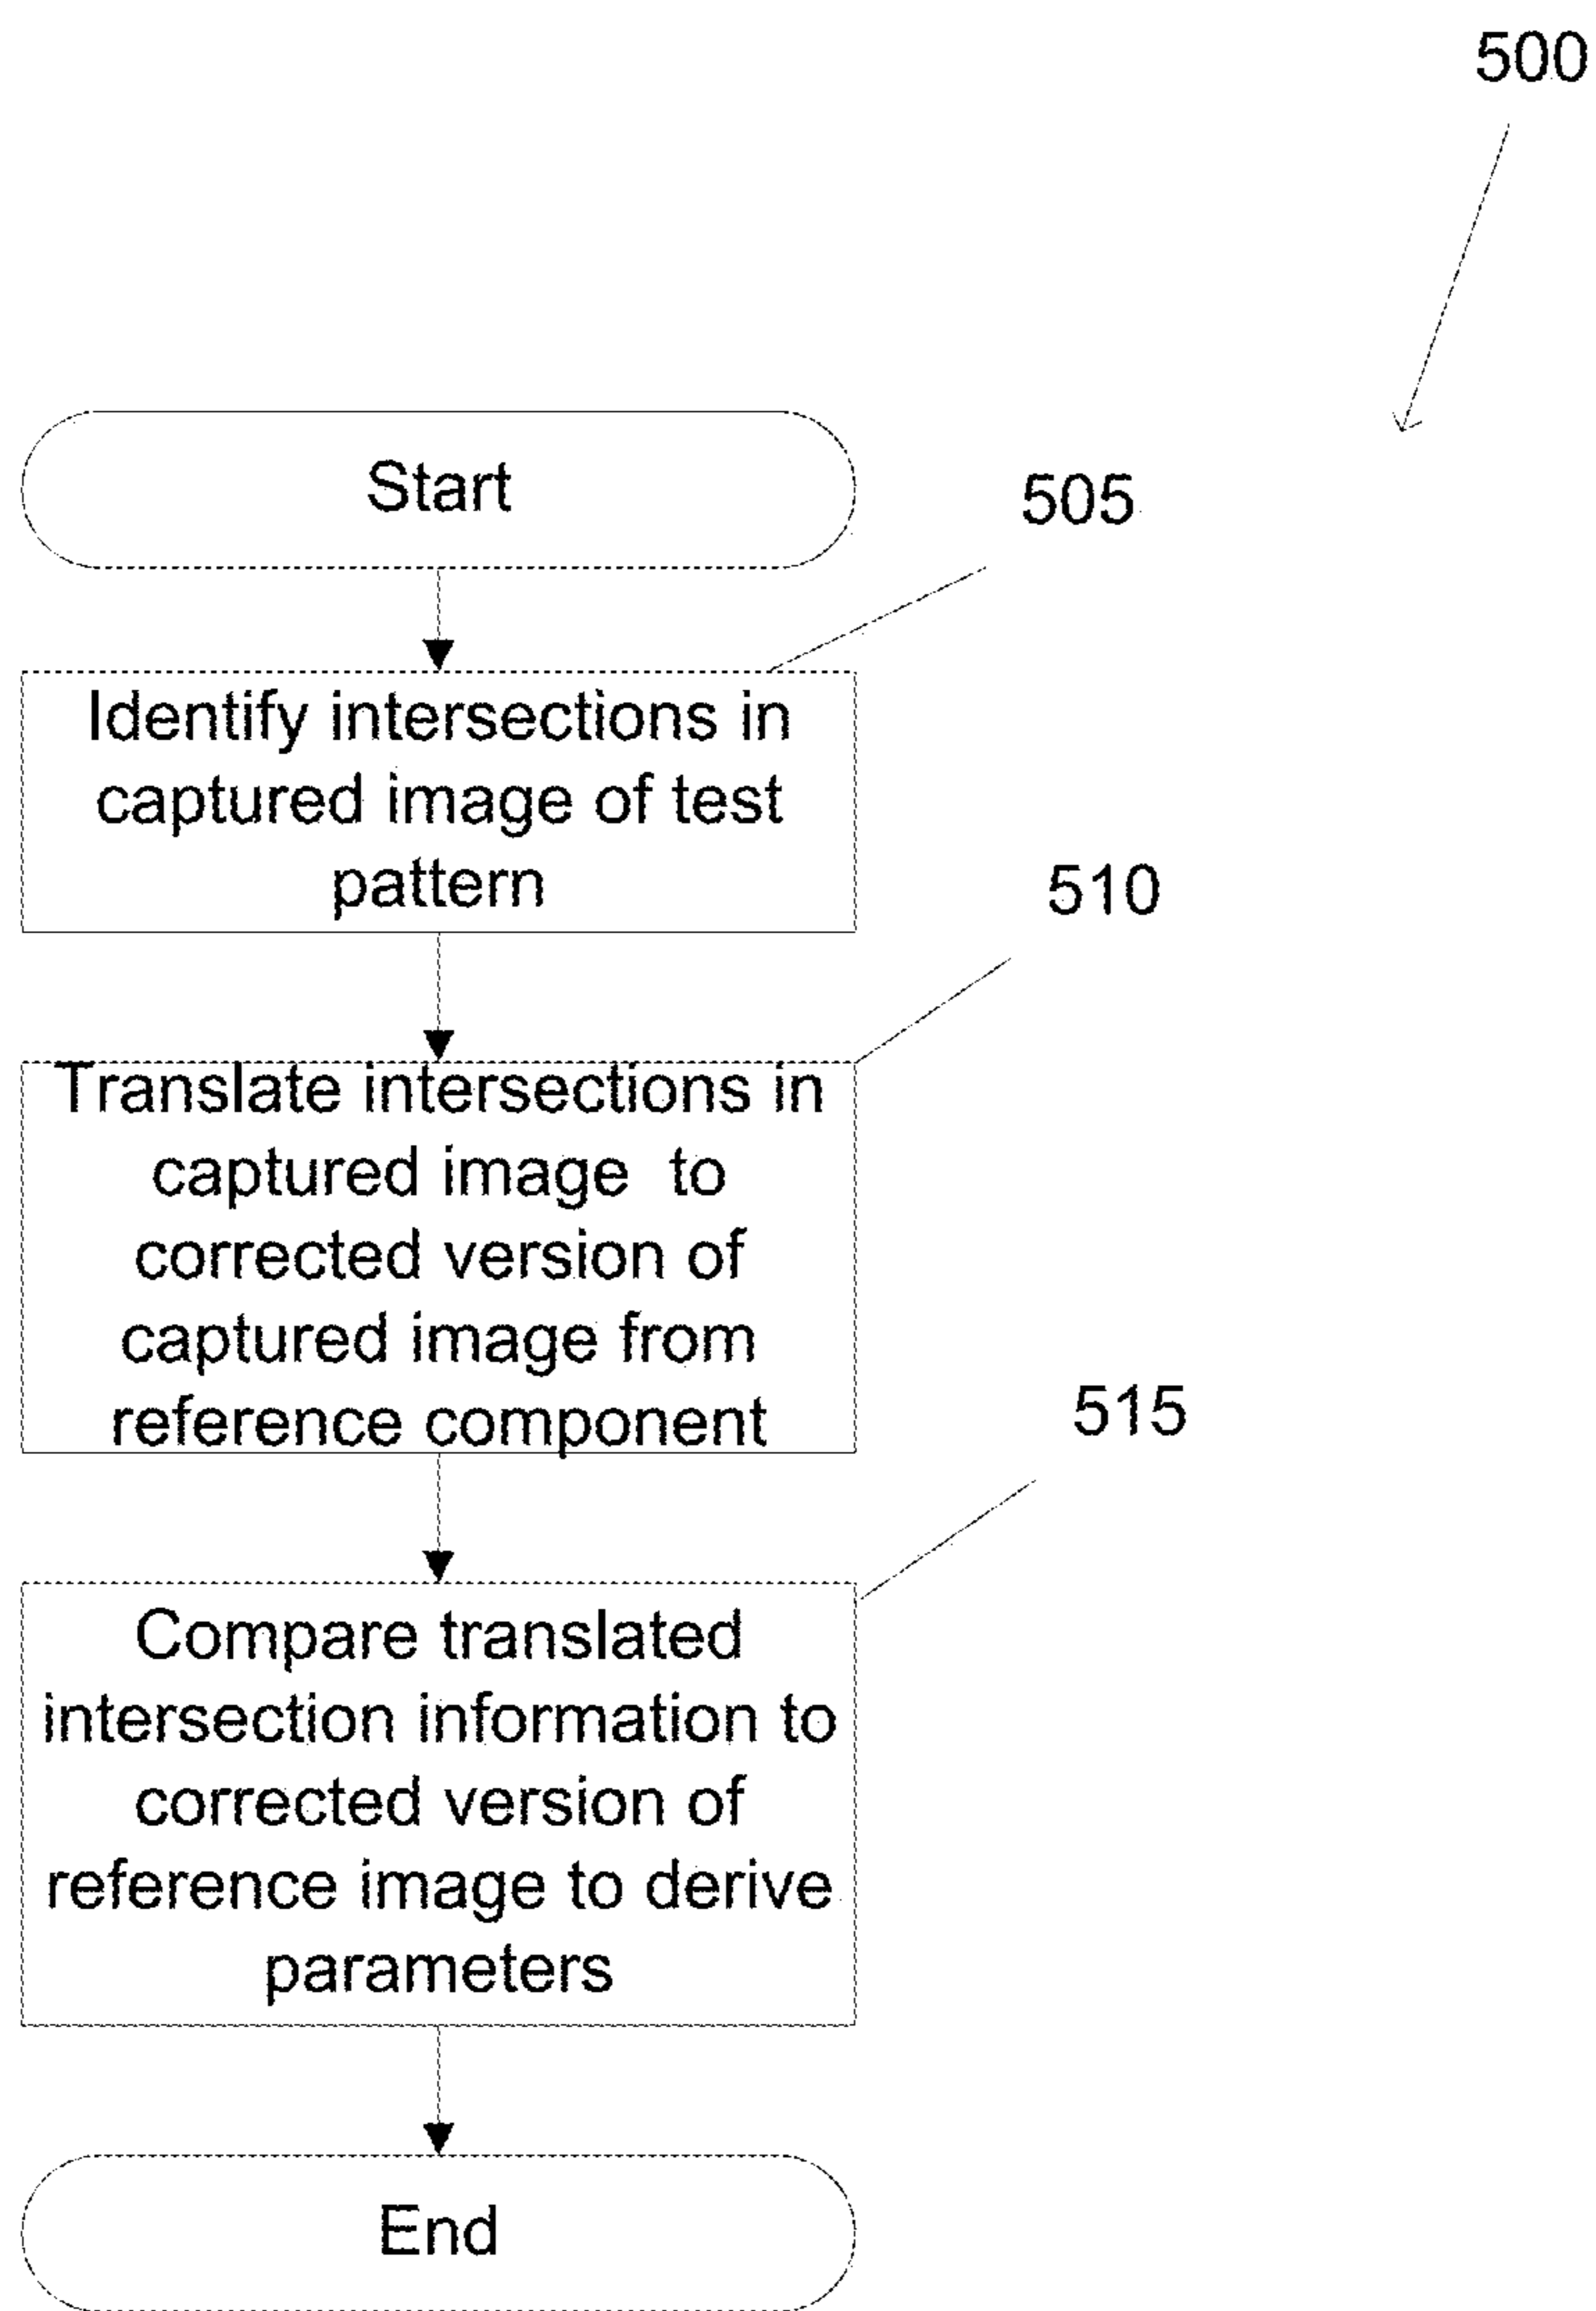 500
Start
505
Identify intersections in
captured image of test
pattern
510
Translate intersections in
captured image to
corrected version of
captured image from
reference component
515
Compare translated
intersection information to
corrected version of
reference image to derive
parameters
End